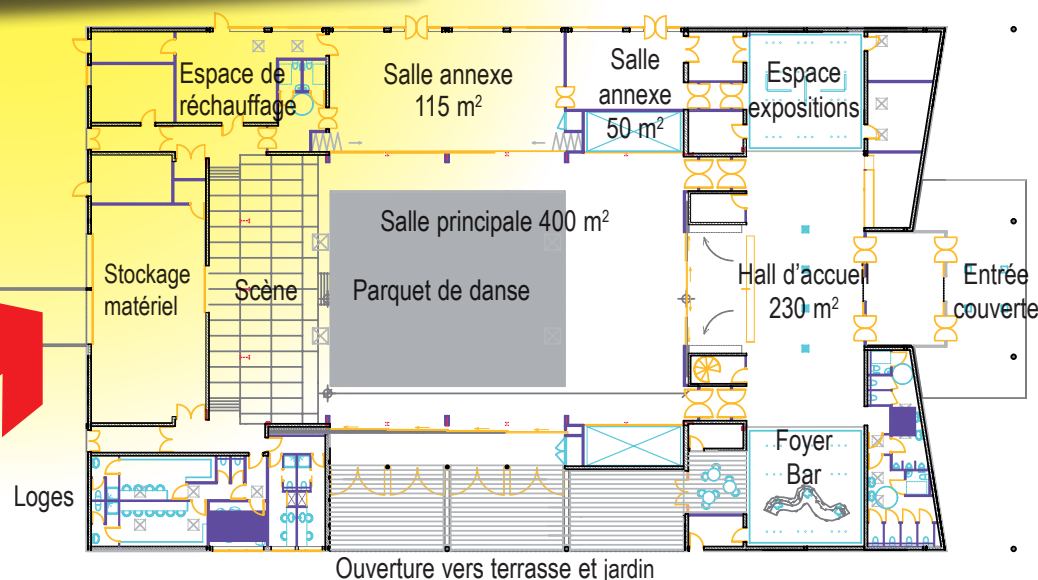 Espace de
réchauffage
Salle annexe
115 m²
Salle
annexe
50 m²
Espace
expositions
Salle principale 400 m²
Stockage
matériel
Scène
Parquet de danse
Hall d'accueil
230 m²
Entrée
couverte
Loges
Foyer
Bar
Ouverture vers terrasse et jardin